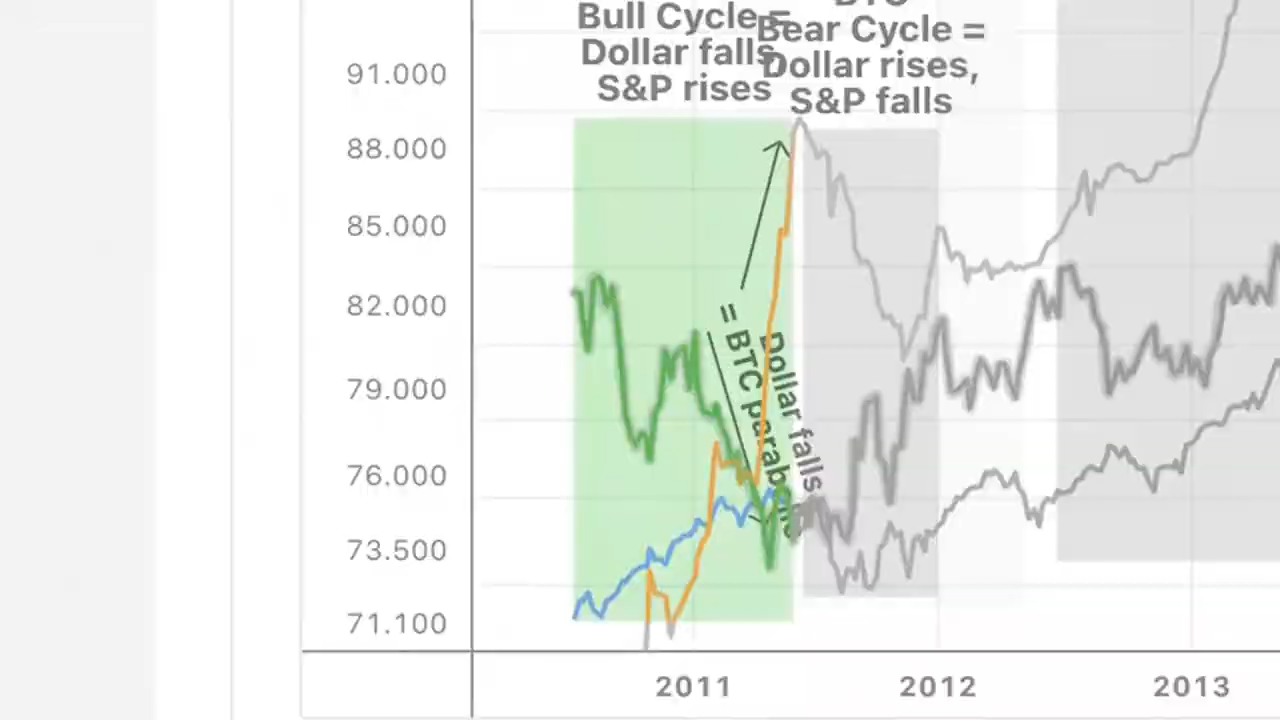 Bull Cycle =
Dollar falls,
S&P rises
BTC
Bear Cycle =
Dollar rises,
S&P falls
91.000
88.000
85.000
82.000
79.000
76.000
73.500
71.100
Dollar falls
= BTC parabolic
2011
2012
2013